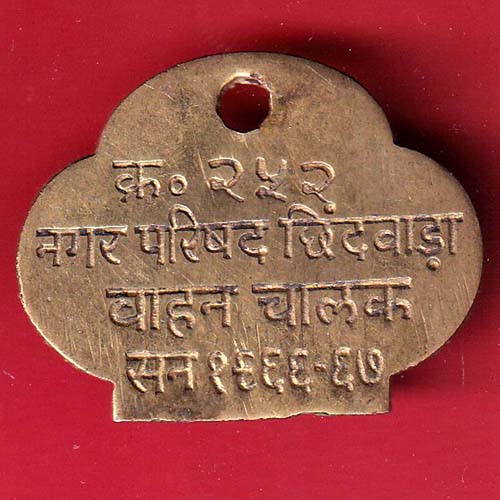 क्र० २५२
नगर परिषद छिंदवाड़ा
वाहन चालक
सन १९६६-६७